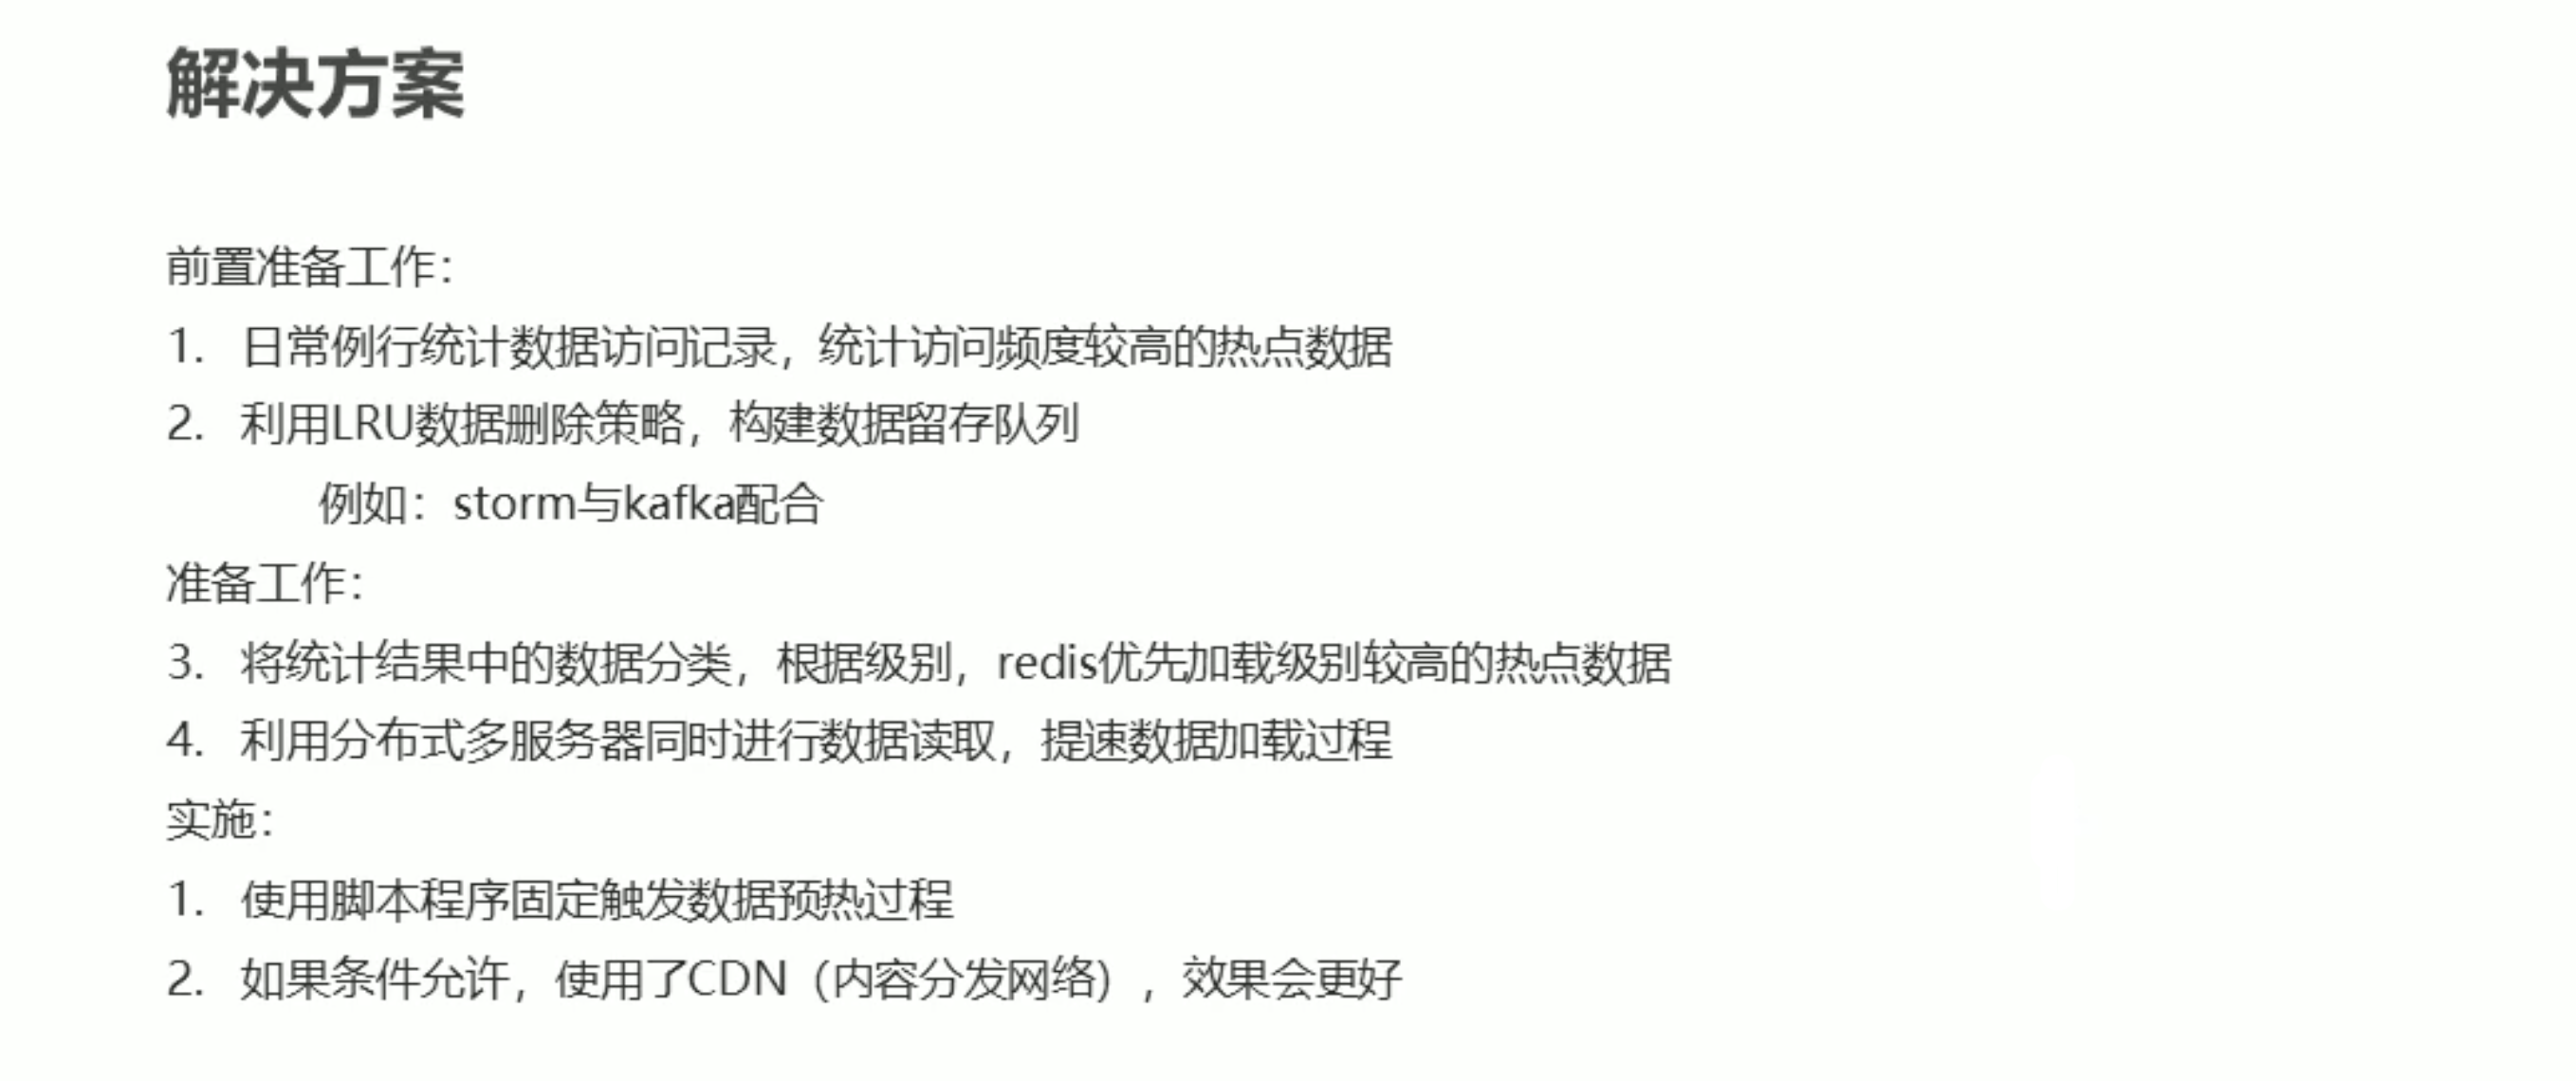 解决方案
前置准备工作：
1. 日常例行统计数据访问记录，统计访问频度较高的热点数据
2. 利用LRU数据删除策略，构建数据留存队列
例如：storm与kafka配合
准备工作：
3. 将统计结果中的数据分类，根据级别，redis优先加载级别较高的热点数据
4. 利用分布式多服务器同时进行数据读取，提速数据加载过程
实施：
1. 使用脚本程序固定触发数据预热过程
2. 如果条件允许，使用了CDN（内容分发网络），效果会更好